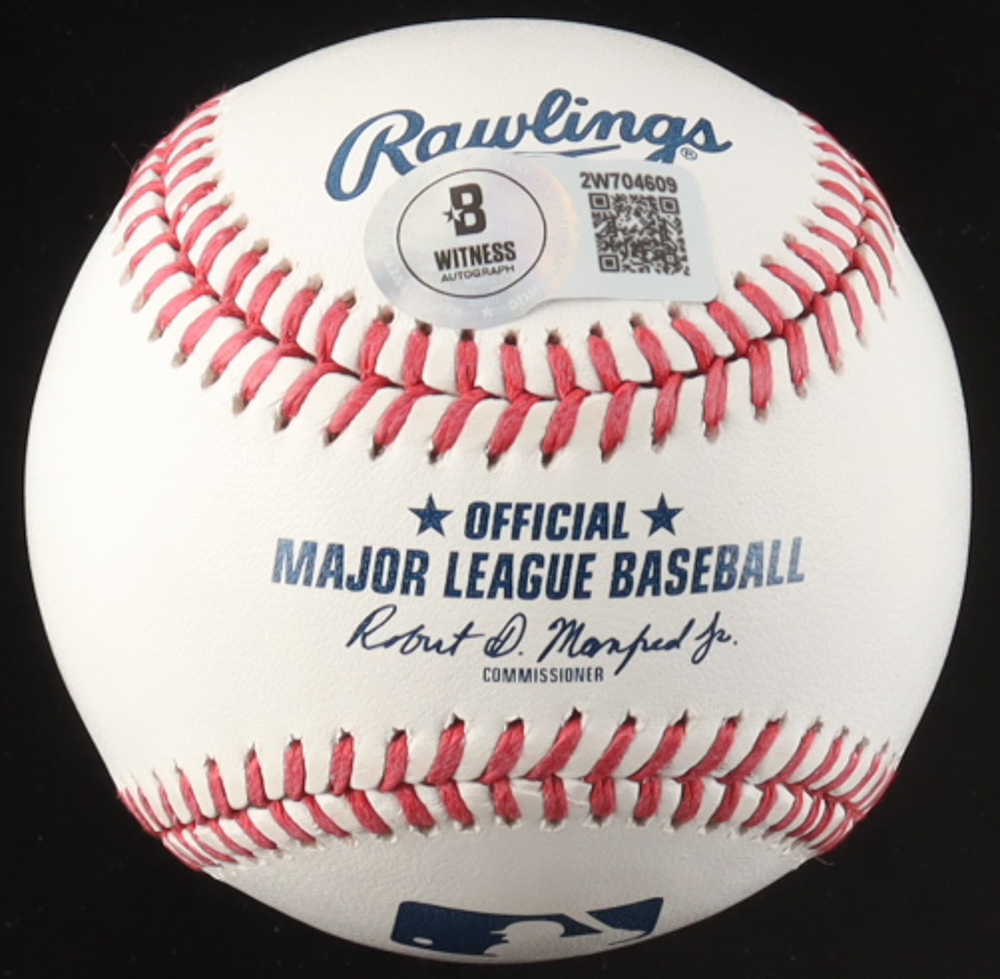 Rawlings®
2W704609
B
WITNESS
AUTOGRAPH
★ OFFICIAL ★
MAJOR LEAGUE BASEBALL
Robert D. Manfred Jr.
COMMISSIONER